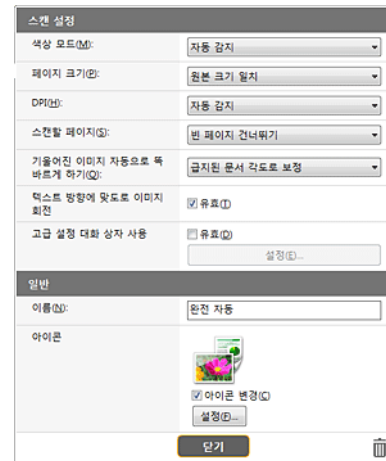 스캔 설정
색상 모드(M):
자동 감지
페이지 크기(P):
원본 크기 일치
DPI(H):
자동 감지
스캔할 페이지(S):
빈 페이지 건너뛰기
기울어진 이미지 자동으로 똑
바르게 하기(Q):
급지된 문서 각도로 보정
텍스트 방향에 맞도로 이미지
회전
유효(T)
고급 설정 대화 상자 사용
유효(D)
설정(E)...
일반
이름(N):
완전 자동
아이콘
아이콘 변경(C)
설정(F)...
닫기